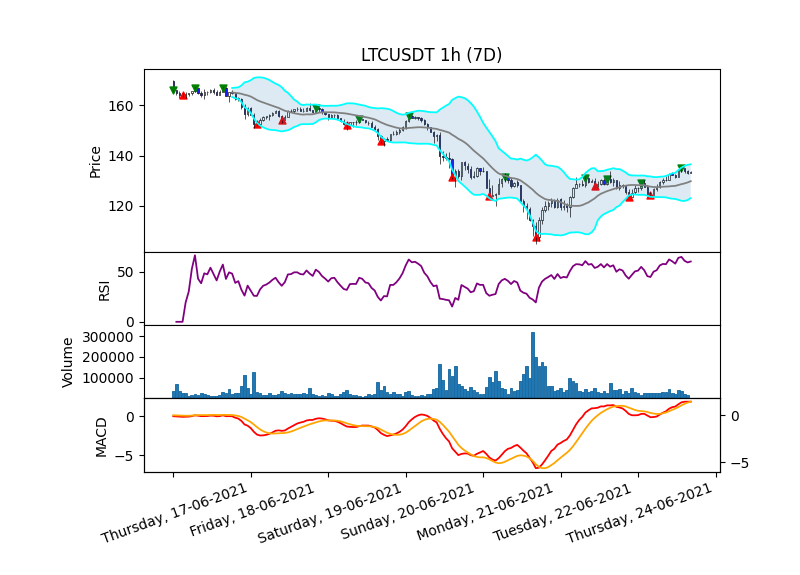 LTCUSDT 1h (7D)
160
140
120
Price
50
0
RSI
300000
200000
100000
Volume
0
−5
MACD
0
−5
Thursday, 17-06-2021
Friday, 18-06-2021
Saturday, 19-06-2021
Sunday, 20-06-2021
Monday, 21-06-2021
Tuesday, 22-06-2021
Thursday, 24-06-2021